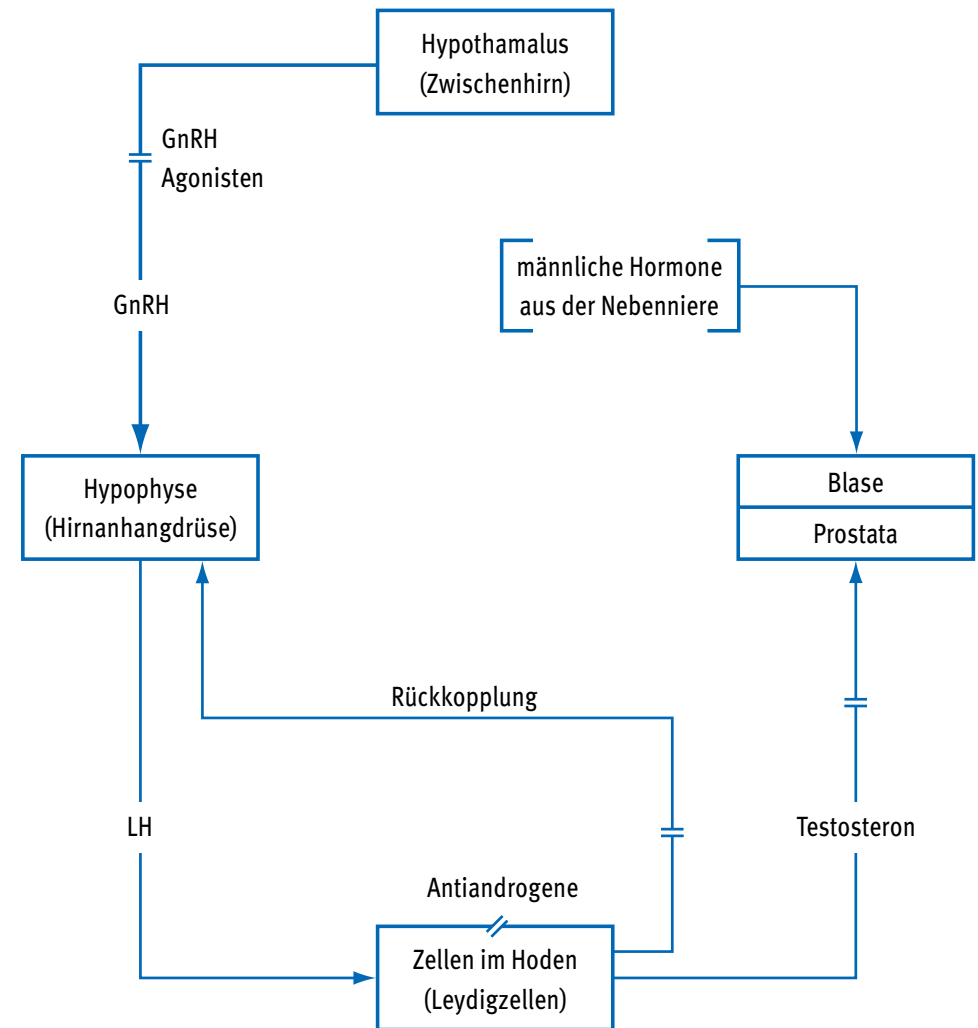 Hypothamalus
(Zwischenhirn)
GnRH
Agonisten
männliche Hormone
aus der Nebenniere
GnRH
Hypophyse
(Hirnanhangdrüse)
Blase
Prostata
Rückkopplung
LH
Testosteron
Antiandrogene
Zellen im Hoden
(Leydigzellen)